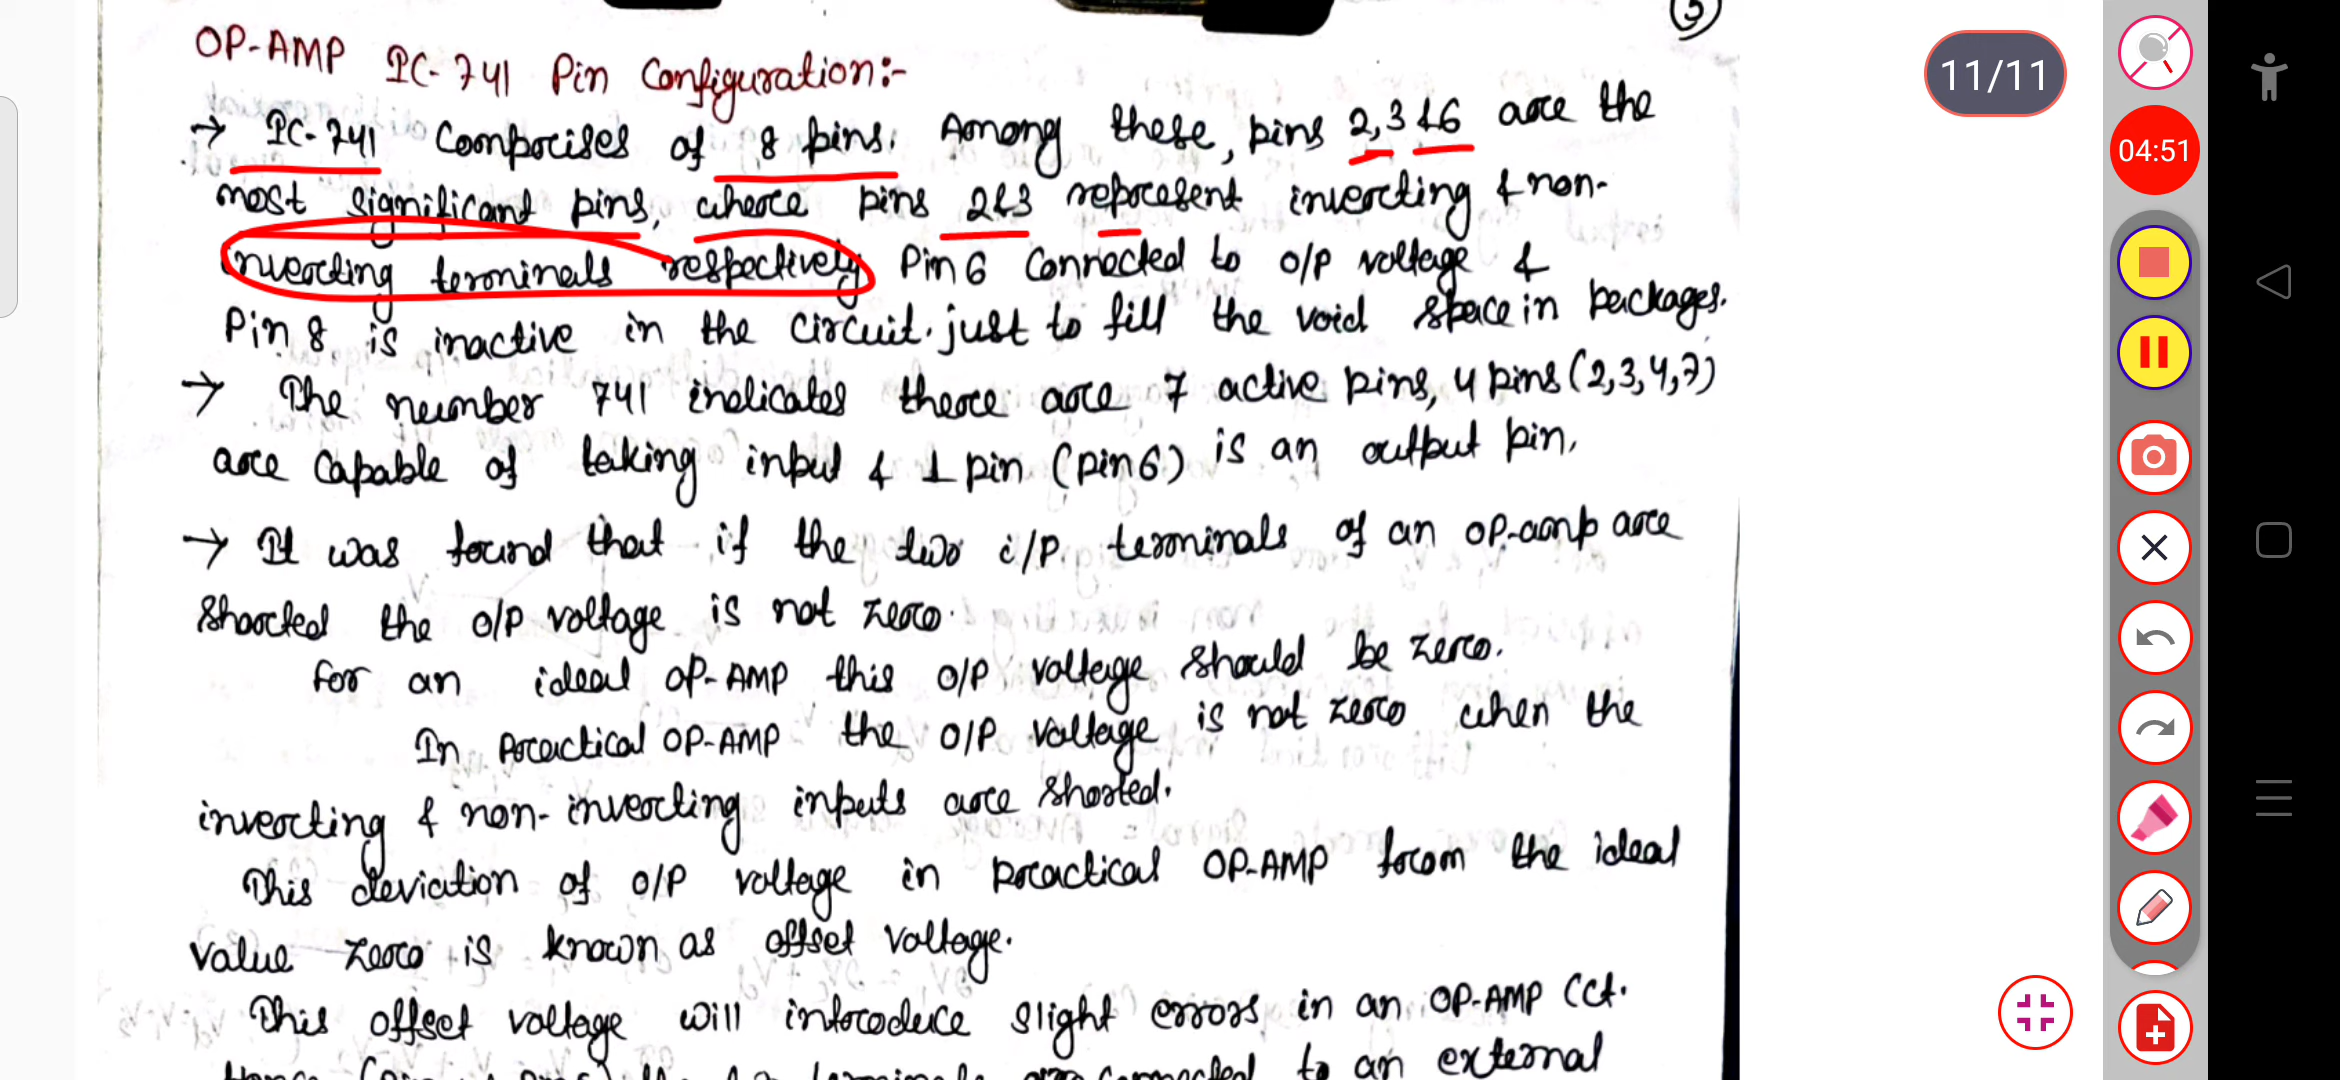 OP-AMP IC-741 Pin Configuration:-
→ IC-741 Comprises of 8 pins. Among these, pins 2,3 & 6 are the
most significant pins, where pins 2 & 3 represent inverting & non-
inverting terminals respectively Pin 6 Connected to O/P voltage &
Pin 8 is inactive in the circuit. just to fill the void space in packages.
→ The number 741 indicates there are 7 active pins, 4 pins (2,3,4,7)
are capable of taking input & 1 pin (pin 6) is an output pin.
→ It was found that if the two i/p. terminals of an op-amp are
shorted the o/p voltage is not zero.
for an ideal OP-AMP this O/P voltage should be zero.
In Practical OP-AMP the O/P voltage is not zero when the
inverting & non-inverting inputs are shorted.
This deviation of O/P voltage in practical OP-AMP from the ideal
value zero is known as offset voltage.
This offset voltage will introduce slight errors in an OP-AMP cct.
to an external
11/11
04:51